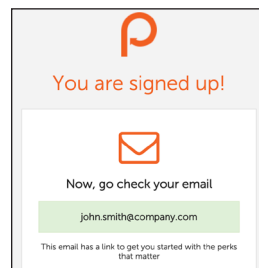 You are signed up!
Now, go check your email
john.smith@company.com
This email has a link to get you started with the perks
that matter